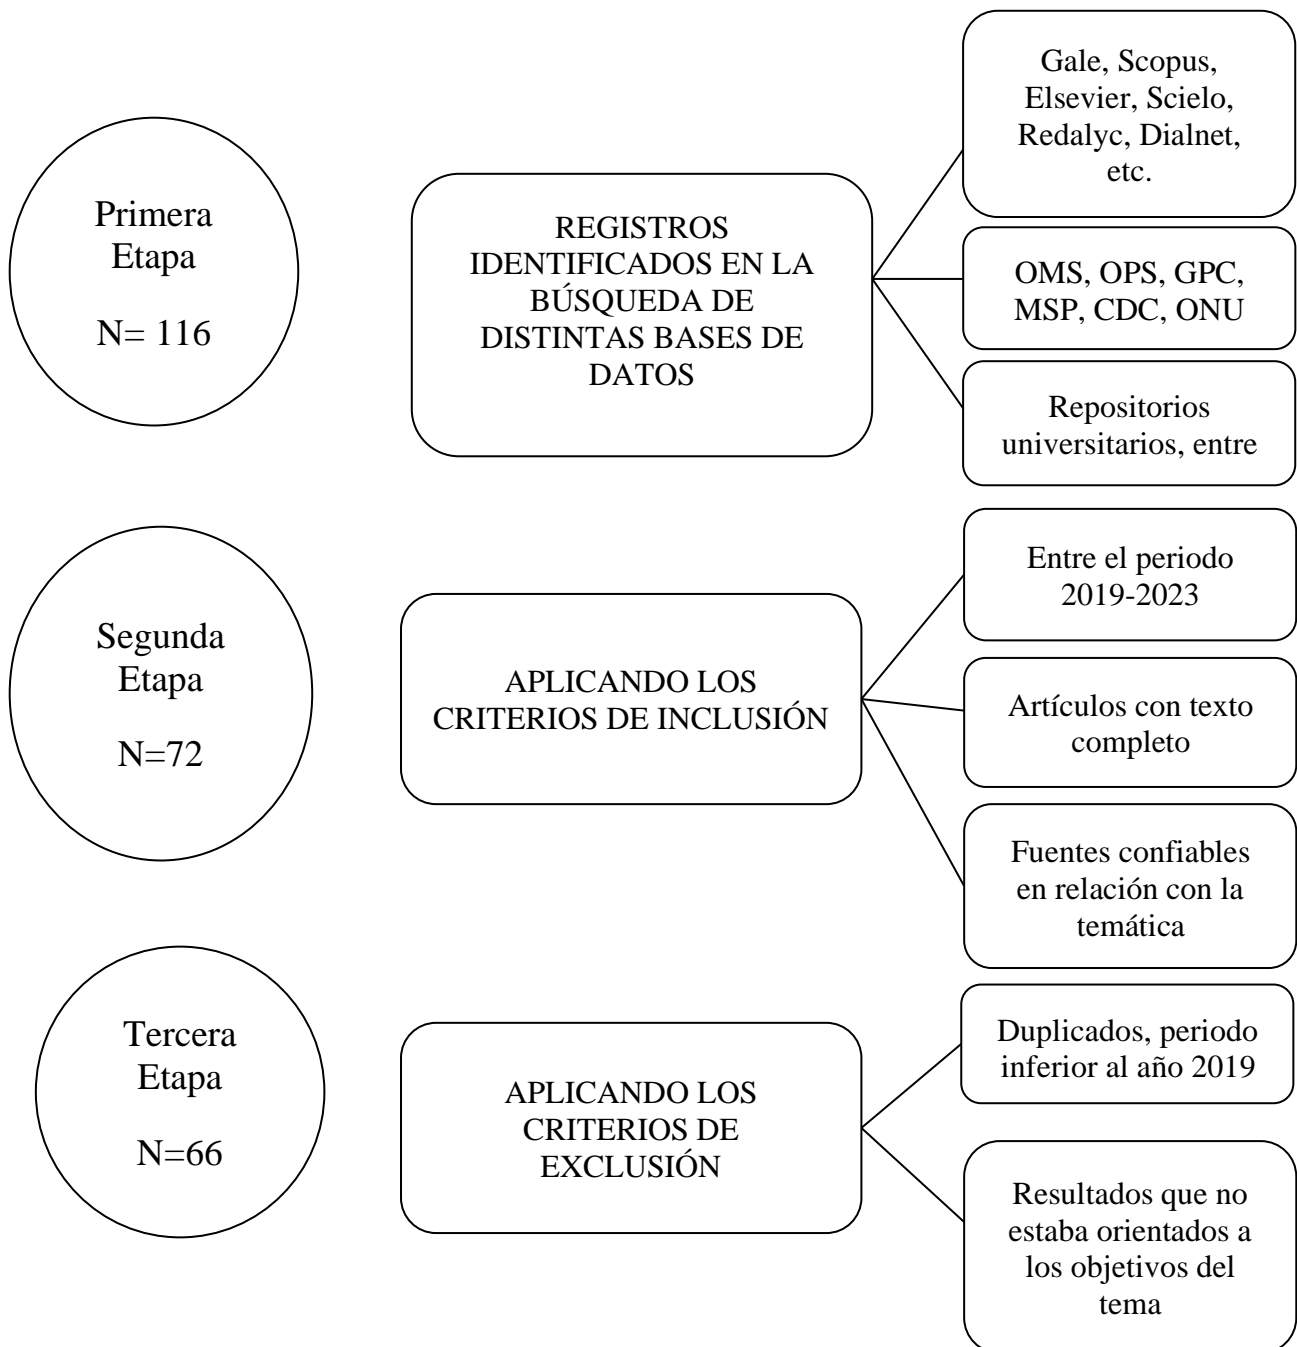 Primera
Etapa
N= 116
REGISTROS
IDENTIFICADOS EN LA
BÚSQUEDA DE
DISTINTAS BASES DE
DATOS
Gale, Scopus,
Elsevier, Scielo,
Redalyc, Dialnet,
etc.
OMS, OPS, GPC,
MSP, CDC, ONU
Repositorios
universitarios, entre
Segunda
Etapa
N=72
APLICANDO LOS
CRITERIOS DE INCLUSIÓN
Entre el periodo
2019-2023
Artículos con texto
completo
Fuentes confiables
en relación con la
temática
Tercera
Etapa
N=66
APLICANDO LOS
CRITERIOS DE
EXCLUSIÓN
Duplicados, periodo
inferior al año 2019
Resultados que no
estaba orientados a
los objetivos del
tema